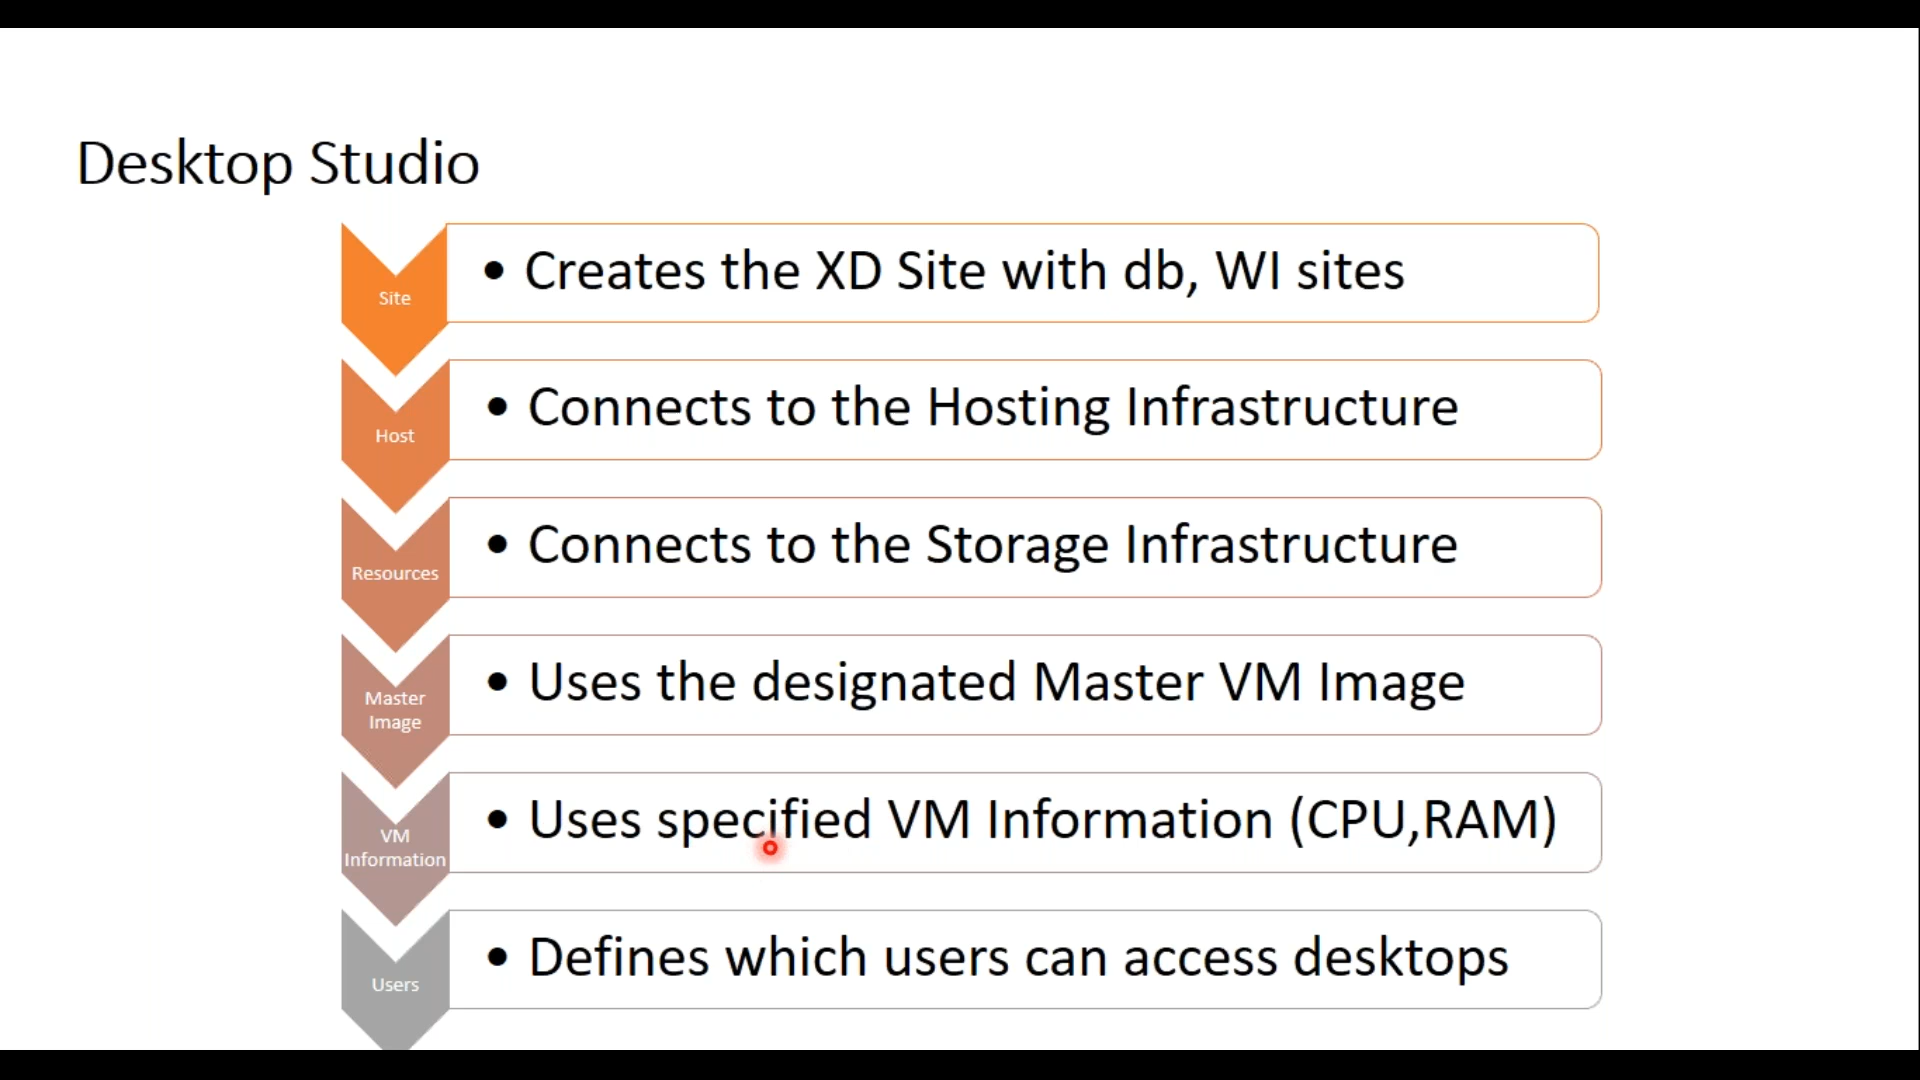 Desktop Studio
Site
• Creates the XD Site with db, WI sites
Host
• Connects to the Hosting Infrastructure
Resources
• Connects to the Storage Infrastructure
Master
Image
• Uses the designated Master VM Image
VM
Information
• Uses specified VM Information (CPU,RAM)
Users
• Defines which users can access desktops